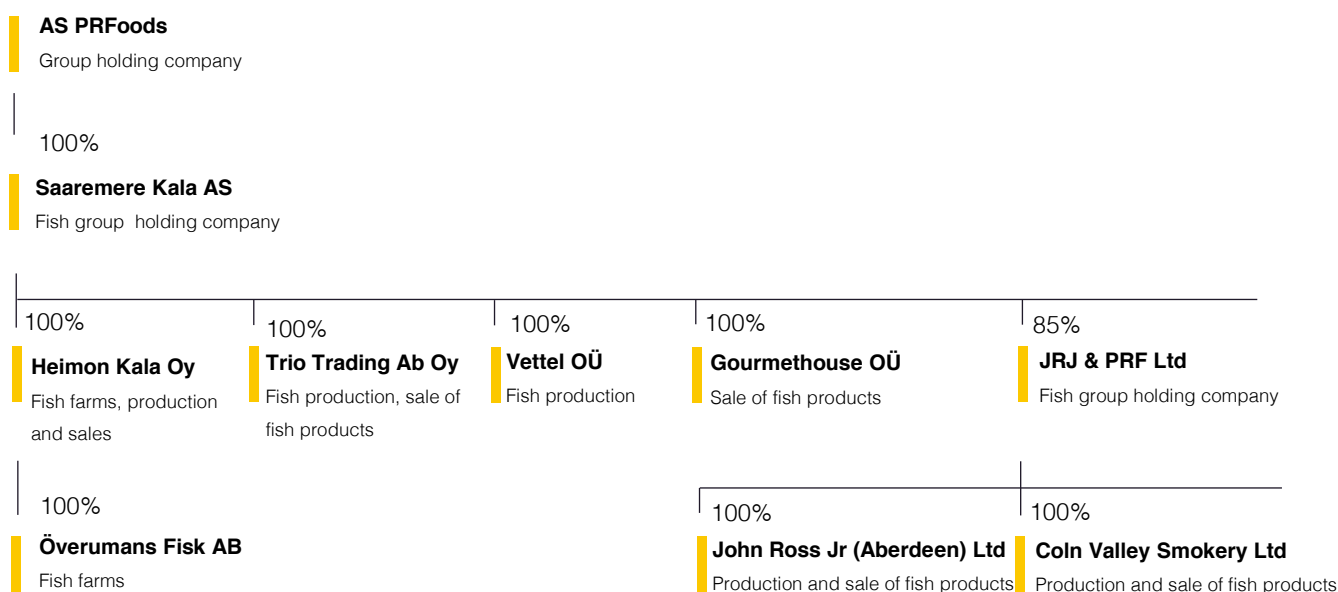 AS PRFoods
Group holding company
100%
Saaremere Kala AS
Fish group holding company
100%
Heimon Kala Oy
Fish farms, production
and sales
100%
Trio Trading Ab Oy
Fish production, sale of
fish products
100%
Vettel OÜ
Fish production
100%
Gourmethouse OÜ
Sale of fish products
85%
JRJ & PRF Ltd
Fish group holding company
100%
Överumans Fisk AB
Fish farms
100%
John Ross Jr (Aberdeen) Ltd
Production and sale of fish products
100%
Coln Valley Smokery Ltd
Production and sale of fish products